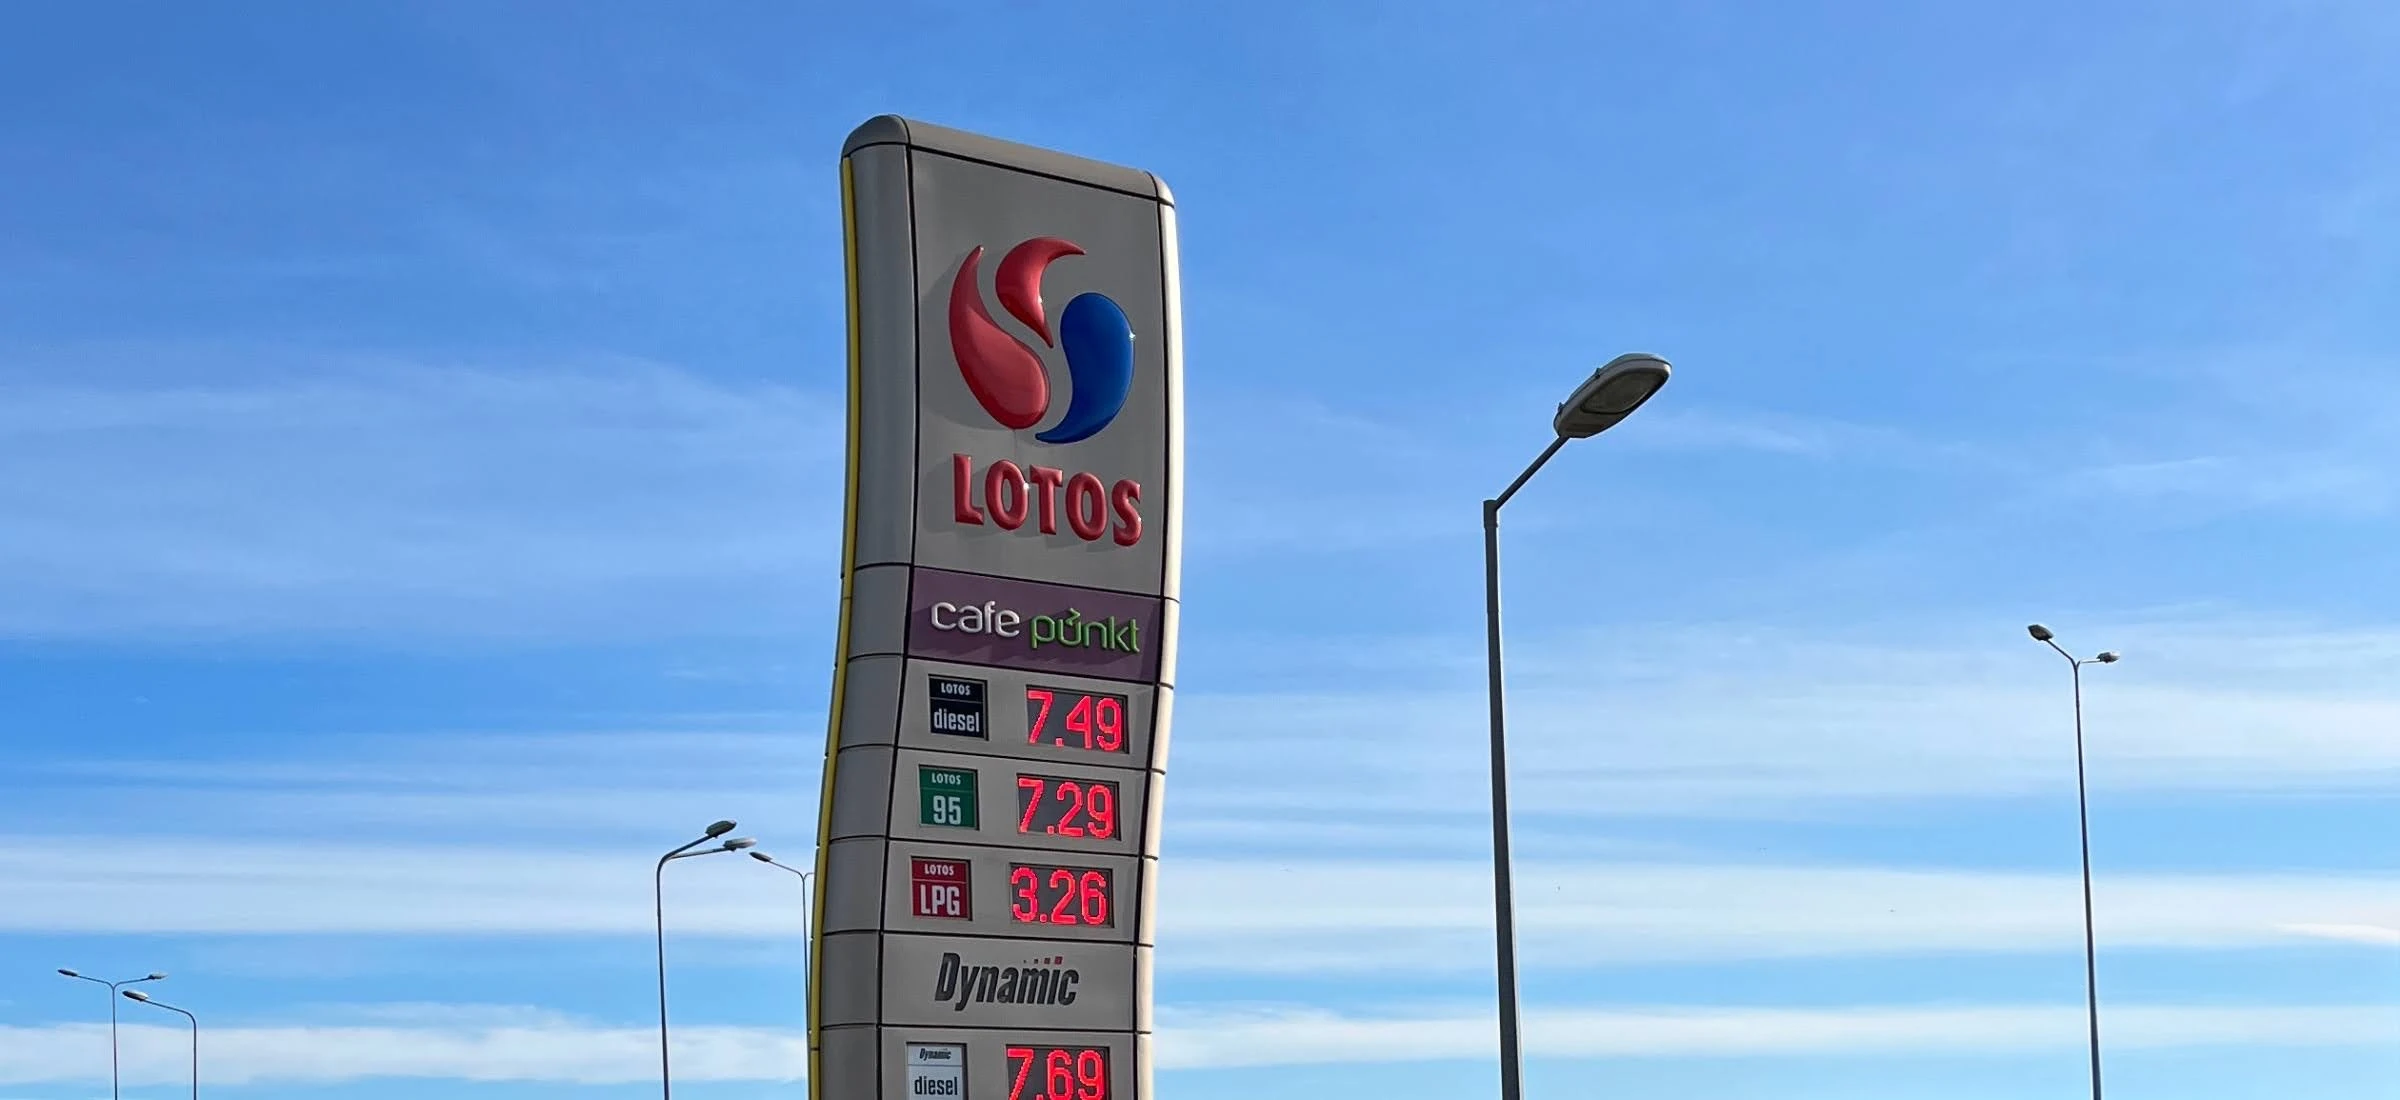 LOTOS
cafe punkt
LOTOS
diesel
7.49
LOTOS
95
7.29
LOTOS
LPG
3.26
Dynamic
Dynamic
diesel
7.69